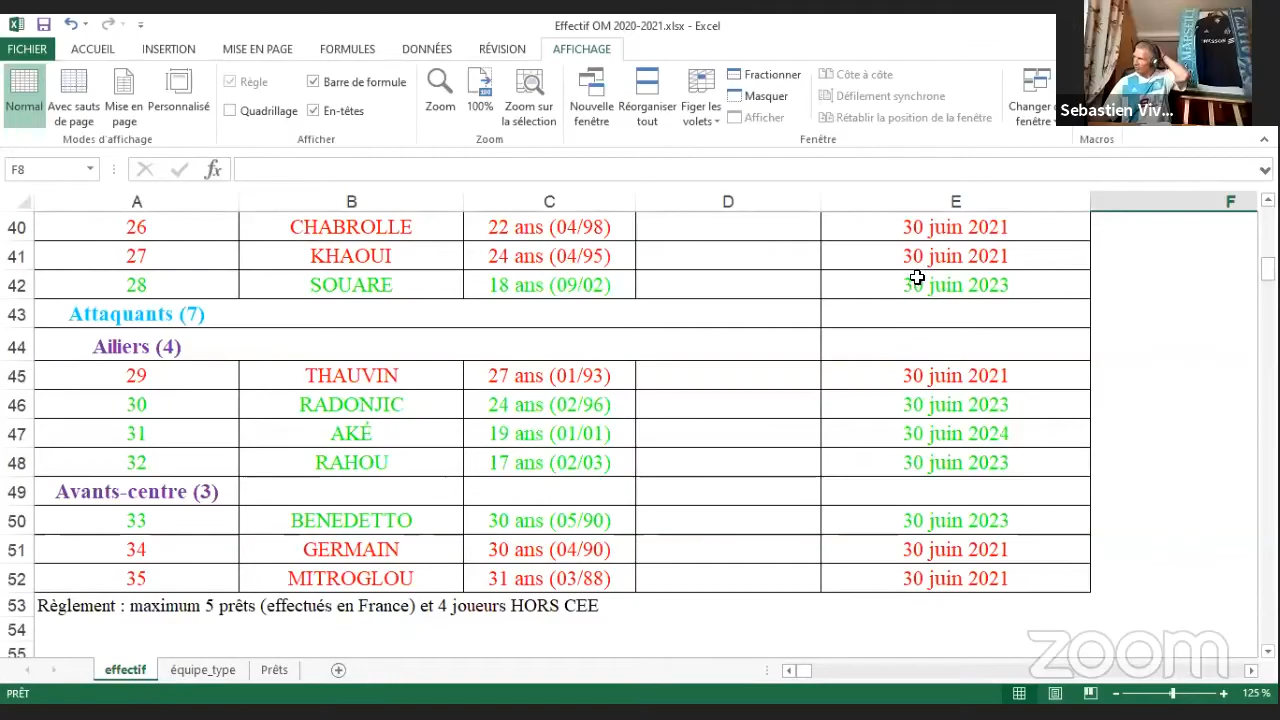 Effectif OM 2020-2021.xlsx - Excel
FICHIER ACCUEIL INSERTION MISE EN PAGE FORMULES DONNÉES RÉVISION AFFICHAGE
Normal Avec sauts de page Mise en page Personnalisé
Modes d'affichage
Règle Barre de formule
Quadrillage En-têtes
Afficher
Zoom 100% Zoom sur la sélection
Zoom
Nouvelle fenêtre Réorganiser tout Figer les volets
Fractionner
Masquer
Afficher
Côte à côte
Défilement synchrone
Rétablir la position de la fenêtre
Changer de fenêtre
Fenêtre
Macros
Sebastien Viv...
F8
fx
A B C D E F
40 26 CHABROLLE 22 ans (04/98) 30 juin 2021
41 27 KHAOUI 24 ans (04/95) 30 juin 2021
42 28 SOUARE 18 ans (09/02) 30 juin 2023
43 Attaquants (7)
44 Ailiers (4)
45 29 THAUVIN 27 ans (01/93) 30 juin 2021
46 30 RADONJIC 24 ans (02/96) 30 juin 2023
47 31 AKÉ 19 ans (01/01) 30 juin 2024
48 32 RAHOU 17 ans (02/03) 30 juin 2023
49 Avants-centre (3)
50 33 BENEDETTO 30 ans (05/90) 30 juin 2023
51 34 GERMAIN 30 ans (04/90) 30 juin 2021
52 35 MITROGLOU 31 ans (03/88) 30 juin 2021
53 Règlement : maximum 5 prêts (effectués en France) et 4 joueurs HORS CEE
54
55
zoom
effectif équipe_type Prêts
PRÊT
125 %